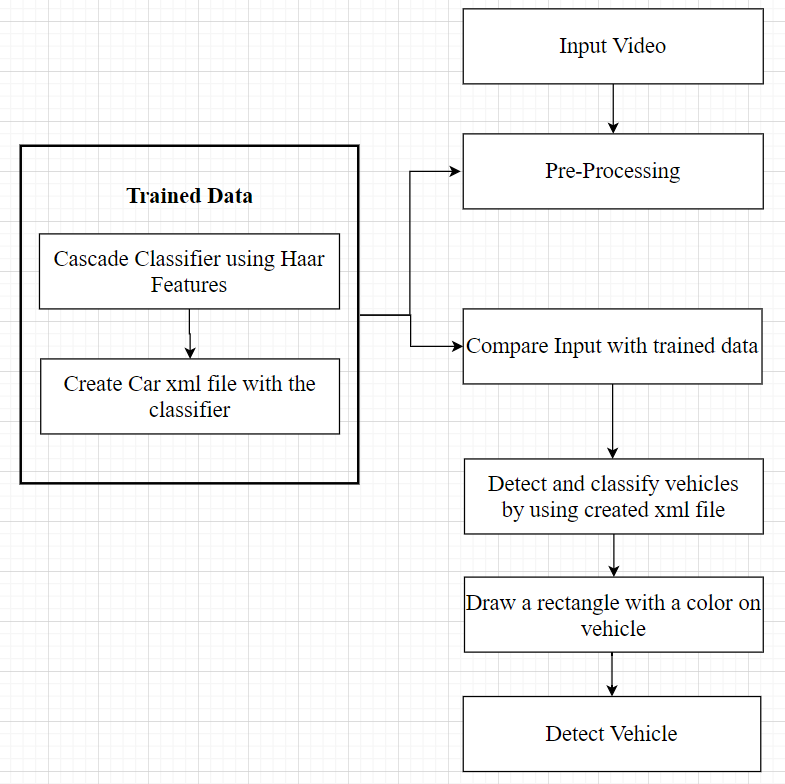 Input Video
Pre-Processing
Trained Data
Cascade Classifier using Haar
Features
Create Car xml file with the
classifier
Compare Input with trained data
Detect and classify vehicles
by using created xml file
Draw a rectangle with a color on
vehicle
Detect Vehicle